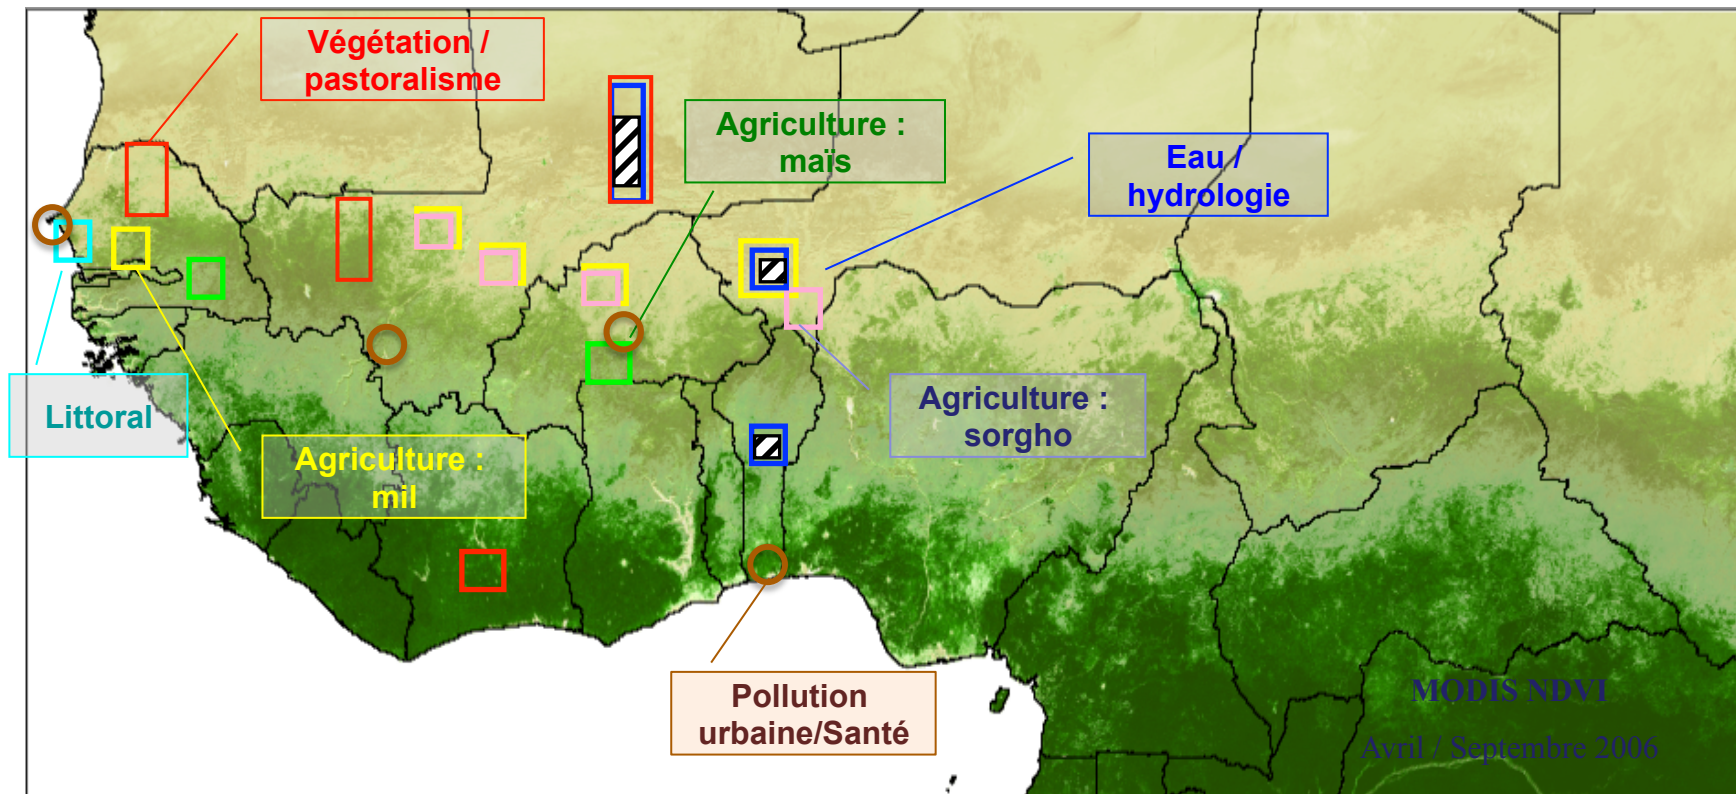 Végétation /
pastoralisme
Agriculture :
maïs
Eau /
hydrologie
Littoral
Agriculture :
mil
Agriculture :
sorgho
Pollution
urbaine/Santé
MODIS NDVI
Avril / Septembre 2006